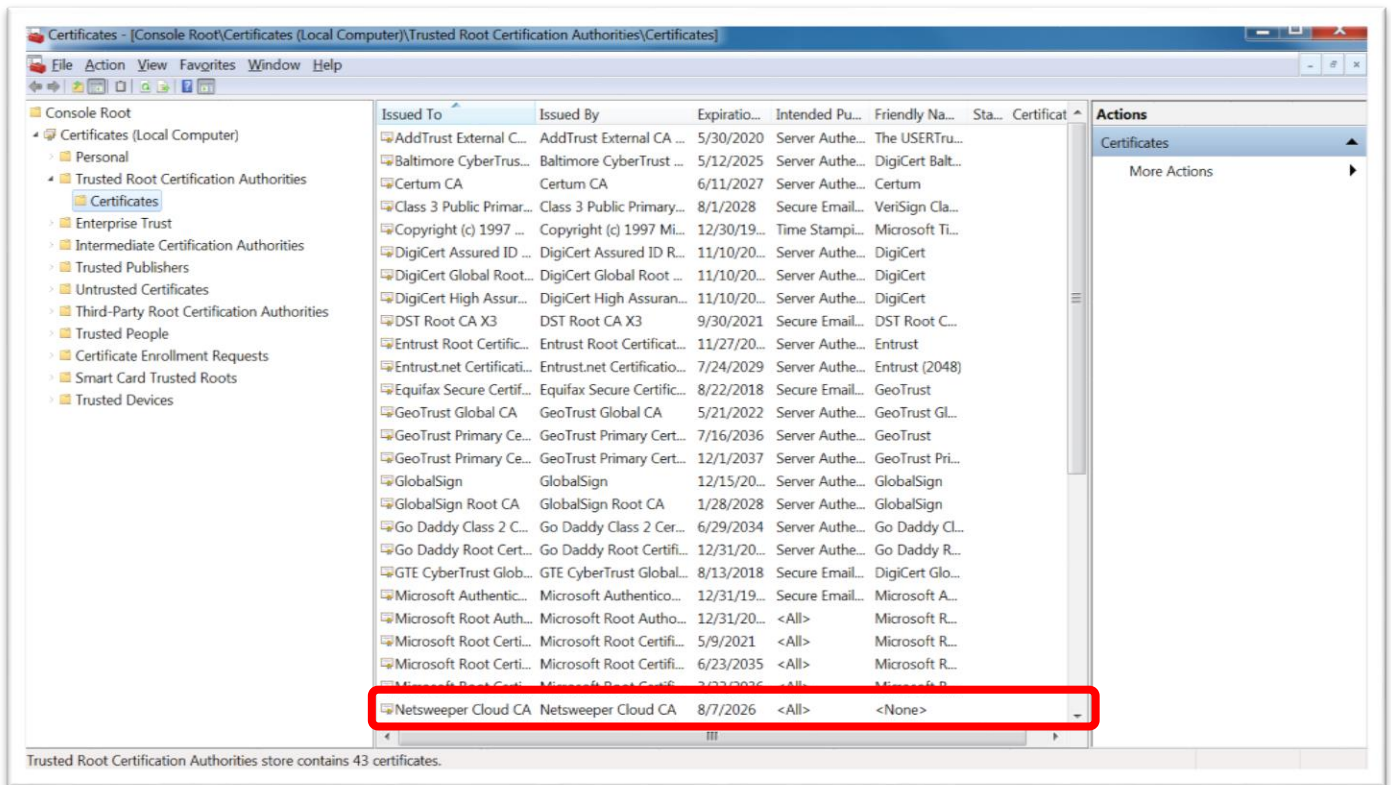 Certificates - [Console Root\Certificates (Local Computer)\Trusted Root Certification Authorities\Certificates]
File Action View Favorites Window Help
Console Root
Certificates (Local Computer)
Personal
Trusted Root Certification Authorities
Certificates
Enterprise Trust
Intermediate Certification Authorities
Trusted Publishers
Untrusted Certificates
Third-Party Root Certification Authorities
Trusted People
Certificate Enrollment Requests
Smart Card Trusted Roots
Trusted Devices
Issued To Issued By Expiratio... Intended Pu... Friendly Na... Sta... Certificat
AddTrust External C... AddTrust External CA ... 5/30/2020 Server Authe... The USERTru...
Baltimore CyberTrus... Baltimore CyberTrust ... 5/12/2025 Server Authe... DigiCert Balt...
Certum CA Certum CA 6/11/2027 Server Authe... Certum
Class 3 Public Primar... Class 3 Public Primary... 8/1/2028 Secure Email... VeriSign Cla...
Copyright (c) 1997 ... Copyright (c) 1997 Mi... 12/30/19... Time Stampi... Microsoft Ti...
DigiCert Assured ID ... DigiCert Assured ID R... 11/10/20... Server Authe... DigiCert
DigiCert Global Root... DigiCert Global Root ... 11/10/20... Server Authe... DigiCert
DigiCert High Assur... DigiCert High Assuran... 11/10/20... Server Authe... DigiCert
DST Root CA X3 DST Root CA X3 9/30/2021 Secure Email... DST Root C...
Entrust Root Certific... Entrust Root Certificat... 11/27/20... Server Authe... Entrust
Entrust.net Certificati... Entrust.net Certificatio... 7/24/2029 Server Authe... Entrust (2048)
Equifax Secure Certif... Equifax Secure Certific... 8/22/2018 Secure Email... GeoTrust
GeoTrust Global CA GeoTrust Global CA 5/21/2022 Server Authe... GeoTrust Gl...
GeoTrust Primary Ce... GeoTrust Primary Cert... 7/16/2036 Server Authe... GeoTrust
GeoTrust Primary Ce... GeoTrust Primary Cert... 12/1/2037 Server Authe... GeoTrust Pri...
GlobalSign GlobalSign 12/15/20... Server Authe... GlobalSign
GlobalSign Root CA GlobalSign Root CA 1/28/2028 Server Authe... GlobalSign
Go Daddy Class 2 C... Go Daddy Class 2 Cer... 6/29/2034 Server Authe... Go Daddy Cl...
Go Daddy Root Cert... Go Daddy Root Certifi... 12/31/20... Server Authe... Go Daddy R...
GTE CyberTrust Glob... GTE CyberTrust Global... 8/13/2018 Secure Email... DigiCert Glo...
Microsoft Authentic... Microsoft Authentico... 12/31/19... Secure Email... Microsoft A...
Microsoft Root Auth... Microsoft Root Autho... 12/31/20... <All> Microsoft R...
Microsoft Root Certi... Microsoft Root Certifi... 5/9/2021 <All> Microsoft R...
Microsoft Root Certi... Microsoft Root Certifi... 6/23/2035 <All> Microsoft R...
Netsweeper Cloud CA Netsweeper Cloud CA 8/7/2026 <All> <None>
Actions
Certificates
More Actions
Trusted Root Certification Authorities store contains 43 certificates.